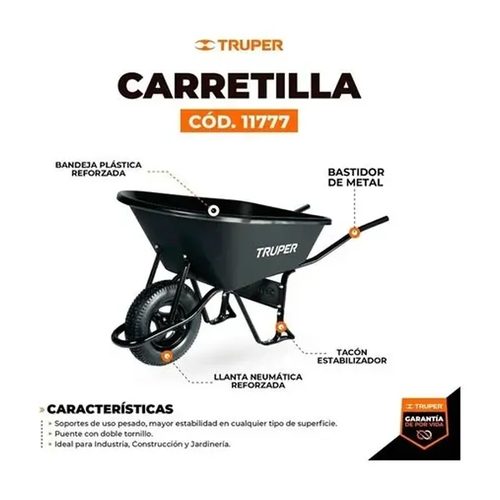 TRUPER
CARRETILLA
CÓD. 11777
BANDEJA PLÁSTICA
REFORZADA
BASTIDOR
DE METAL
TRUPER
TACÓN
ESTABILIZADOR
LLANTA NEUMÁTICA
REFORZADA
CARACTERÍSTICAS
Soportes de uso pesado, mayor estabilidad en cualquier tipo de superficie.
Puente con doble tornillo.
Ideal para Industria, Construcción y Jardinería.
TRUPER
GARANTÍA
DE POR VIDA